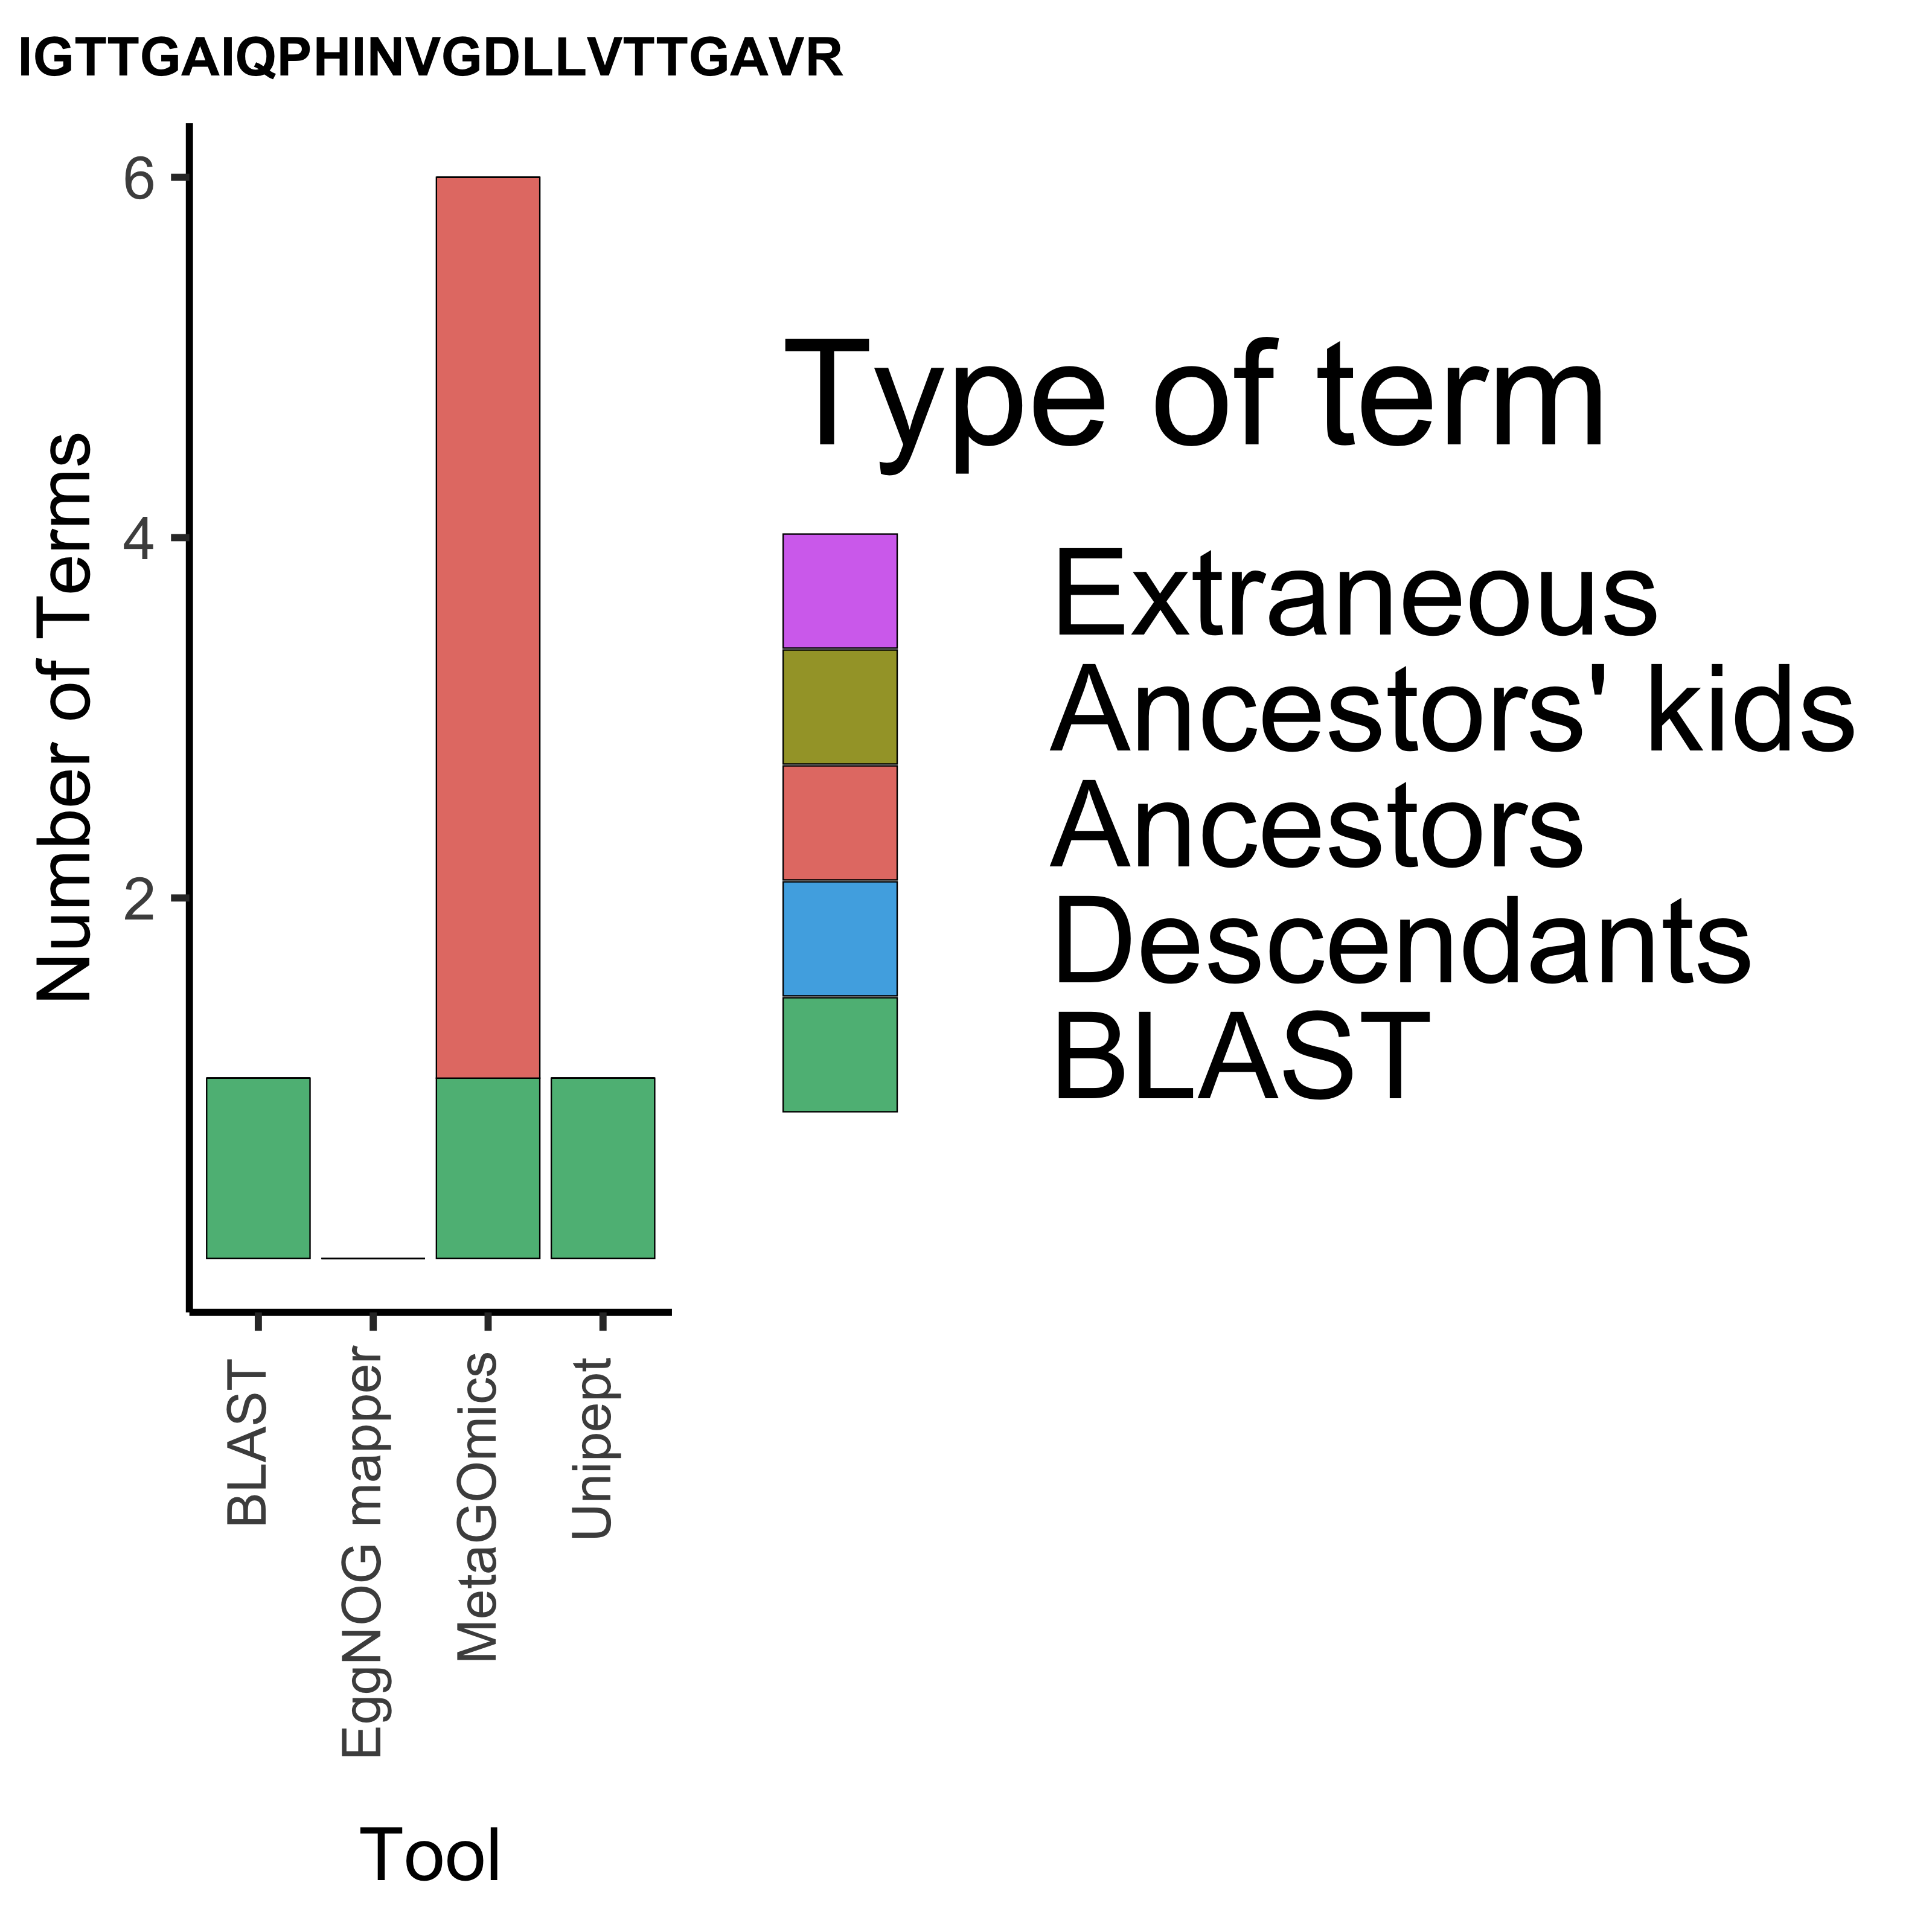 IGTTGAIQPHINVGDLLVTTGAVR
Number of Terms
6
4
2
BLAST
EggNOG mapper
MetaGOmics
Unipept
Tool
Type of term
Extraneous
Ancestors' kids
Ancestors
Descendants
BLAST